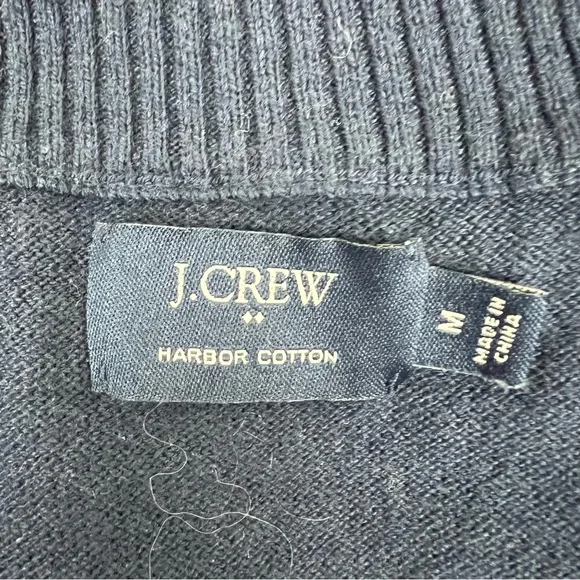 J.CREW
HARBOR COTTON
M
MADE IN
CHINA